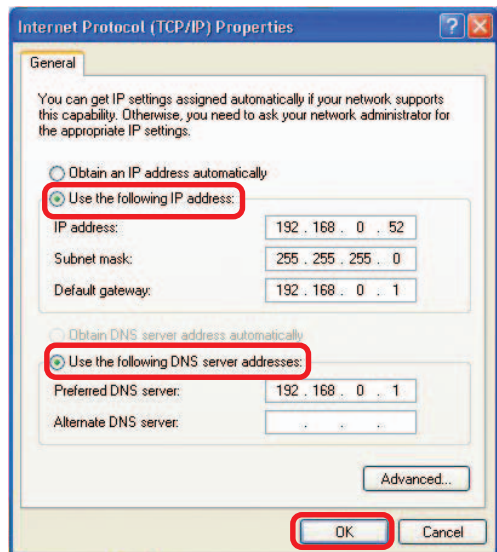 Internet Protocol (TCP/IP) Properties
General
You can get IP settings assigned automatically if your network supports
this capability. Otherwise, you need to ask your network administrator for
the appropriate IP settings.
Obtain an IP address automatically
Use the following IP address:
IP address: 192 . 168 . 0 . 52
Subnet mask: 255 . 255 . 255 . 0
Default gateway: 192 . 168 . 0 . 1
Obtain DNS server address automatically
Use the following DNS server addresses:
Preferred DNS server: 192 . 168 . 0 . 1
Alternate DNS server: . . .
Advanced...
OK Cancel